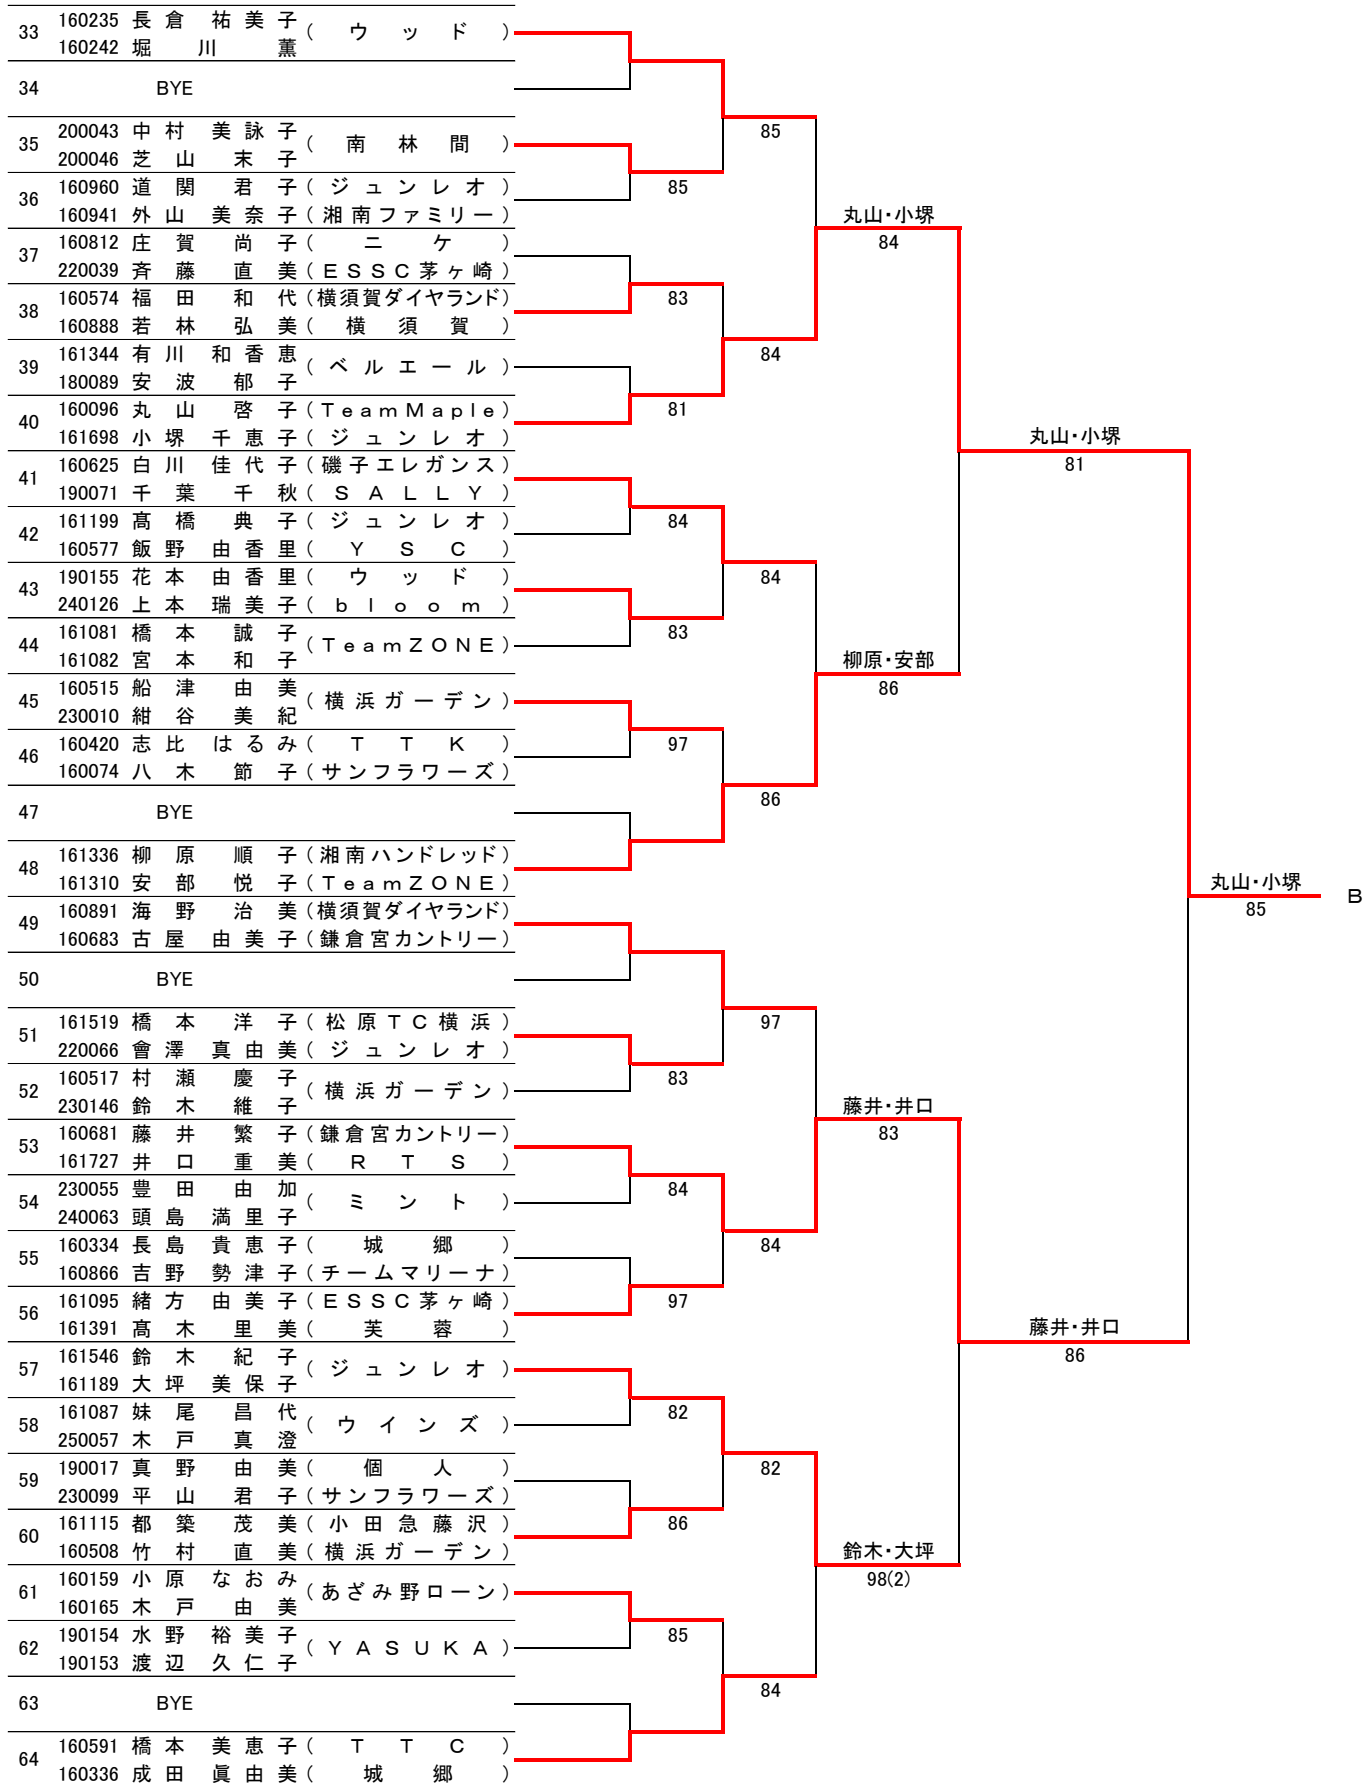 33 160235 長倉 祐美子 (ウッド)
160242 堀川 薫
34 BYE
35 200043 中村 美詠子 (南林間)
200046 芝山 末子
36 160960 道関 君子 (ジュンレオ)
160941 外山 美奈子 (湘南ファミリー)
37 160812 庄賀 尚子 (ニケ)
220039 斉藤 直美 (ESSC茅ヶ崎)
38 160574 福田 和代 (横須賀ダイヤランド)
160888 若林 弘美 (横須賀)
39 161344 有川 和香恵 (ベルエール)
180089 安波 郁子
40 160096 丸山 啓子 (TeamMaple)
161698 小堺 千恵子 (ジュンレオ)
41 160625 白川 佳代子 (磯子エレガンス)
190071 千葉 千秋 (SALLY)
42 161199 髙橋 典子 (ジュンレオ)
160577 飯野 由香里 (YSC)
43 190155 花本 由香里 (ウッド)
240126 上本 瑞美子 (bloom)
44 161081 橋本 誠子 (TeamZONE)
161082 宮本 和子
45 160515 船津 由美 (横浜ガーデン)
230010 紺谷 美紀
46 160420 志比 はるみ (TTK)
160074 八木 節子 (サンフラワーズ)
47 BYE
48 161336 柳原 順子 (湘南ハンドレッド)
161310 安部 悦子 (TeamZONE)
49 160891 海野 治美 (横須賀ダイヤランド)
160683 古屋 由美子 (鎌倉宮カントリー)
50 BYE
51 161519 橋本 洋子 (松原TC横浜)
220066 會澤 真由美 (ジュンレオ)
52 160517 村瀬 慶子 (横浜ガーデン)
230146 鈴木 維子
53 160681 藤井 繁子 (鎌倉宮カントリー)
161727 井口 重美 (RTS)
54 230055 豊田 由加 (ミント)
240063 頭島 満里子
55 160334 長島 貴恵子 (城郷)
160866 吉野 勢津子 (チームマリーナ)
56 161095 緒方 由美子 (ESSC茅ヶ崎)
161391 髙木 里美 (芙蓉)
57 161546 鈴木 紀子 (ジュンレオ)
161189 大坪 美保子
58 161087 妹尾 昌代 (ウインズ)
250057 木戸 真澄
59 190017 真野 由美 (個人)
230099 平山 君子 (サンフラワーズ)
60 161115 都築 茂美 (小田急藤沢)
160508 竹村 直美 (横浜ガーデン)
61 160159 小原 なおみ (あざみ野ローン)
160165 木戸 由美
62 190154 水野 裕美子 (YASUKA)
190153 渡辺 久仁子
63 BYE
64 160591 橋本 美恵子 (TTC)
160336 成田 眞由美 (城郷)
85
83
81
84
83
97
83
84
97
82
86
85
85
84
84
86
97
84
82
84
丸山・小堺
84
柳原・安部
86
藤井・井口
83
鈴木・大坪
98(2)
丸山・小堺
81
藤井・井口
86
丸山・小堺
85
B